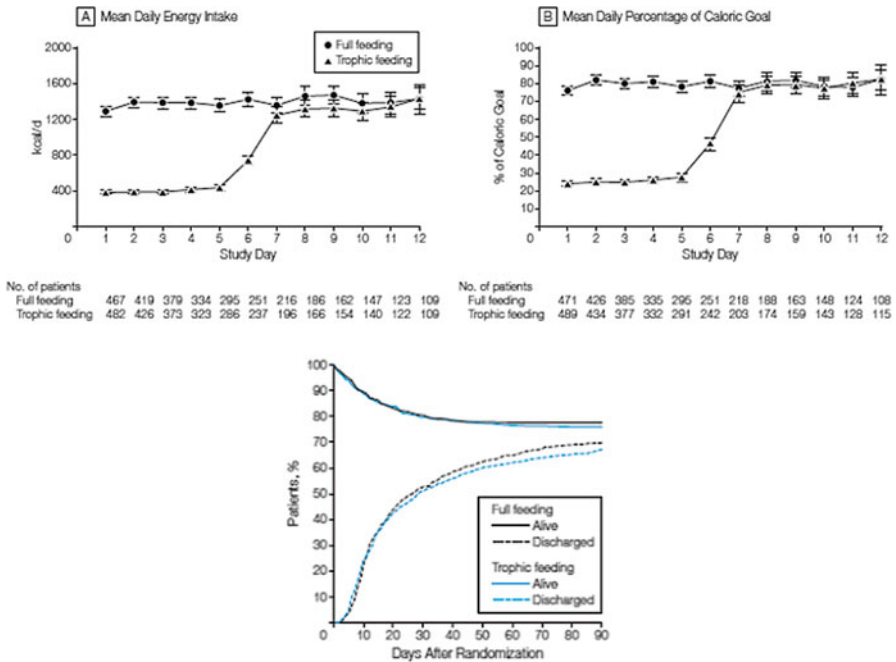 A Mean Daily Energy Intake
2000
1600
1200
800
400
0
kcal/d
Full feeding
Trophic feeding
1 2 3 4 5 6 7 8 9 10 11 12
Study Day
No. of patients
Full feeding 467 419 379 334 295 251 216 186 162 147 123 109
Trophic feeding 482 426 373 323 286 237 196 166 154 140 122 109
B Mean Daily Percentage of Caloric Goal
100
90
80
70
60
50
40
30
20
10
0
% of Caloric Goal
1 2 3 4 5 6 7 8 9 10 11 12
Study Day
No. of patients
Full feeding 471 426 385 335 295 251 218 188 163 148 124 108
Trophic feeding 489 434 377 332 291 242 203 174 159 143 128 115
100
90
80
70
60
50
40
30
20
10
0
Patients, %
Full feeding
Alive
Discharged
Trophic feeding
Alive
Discharged
10 20 30 40 50 60 70 80 90
Days After Randomization